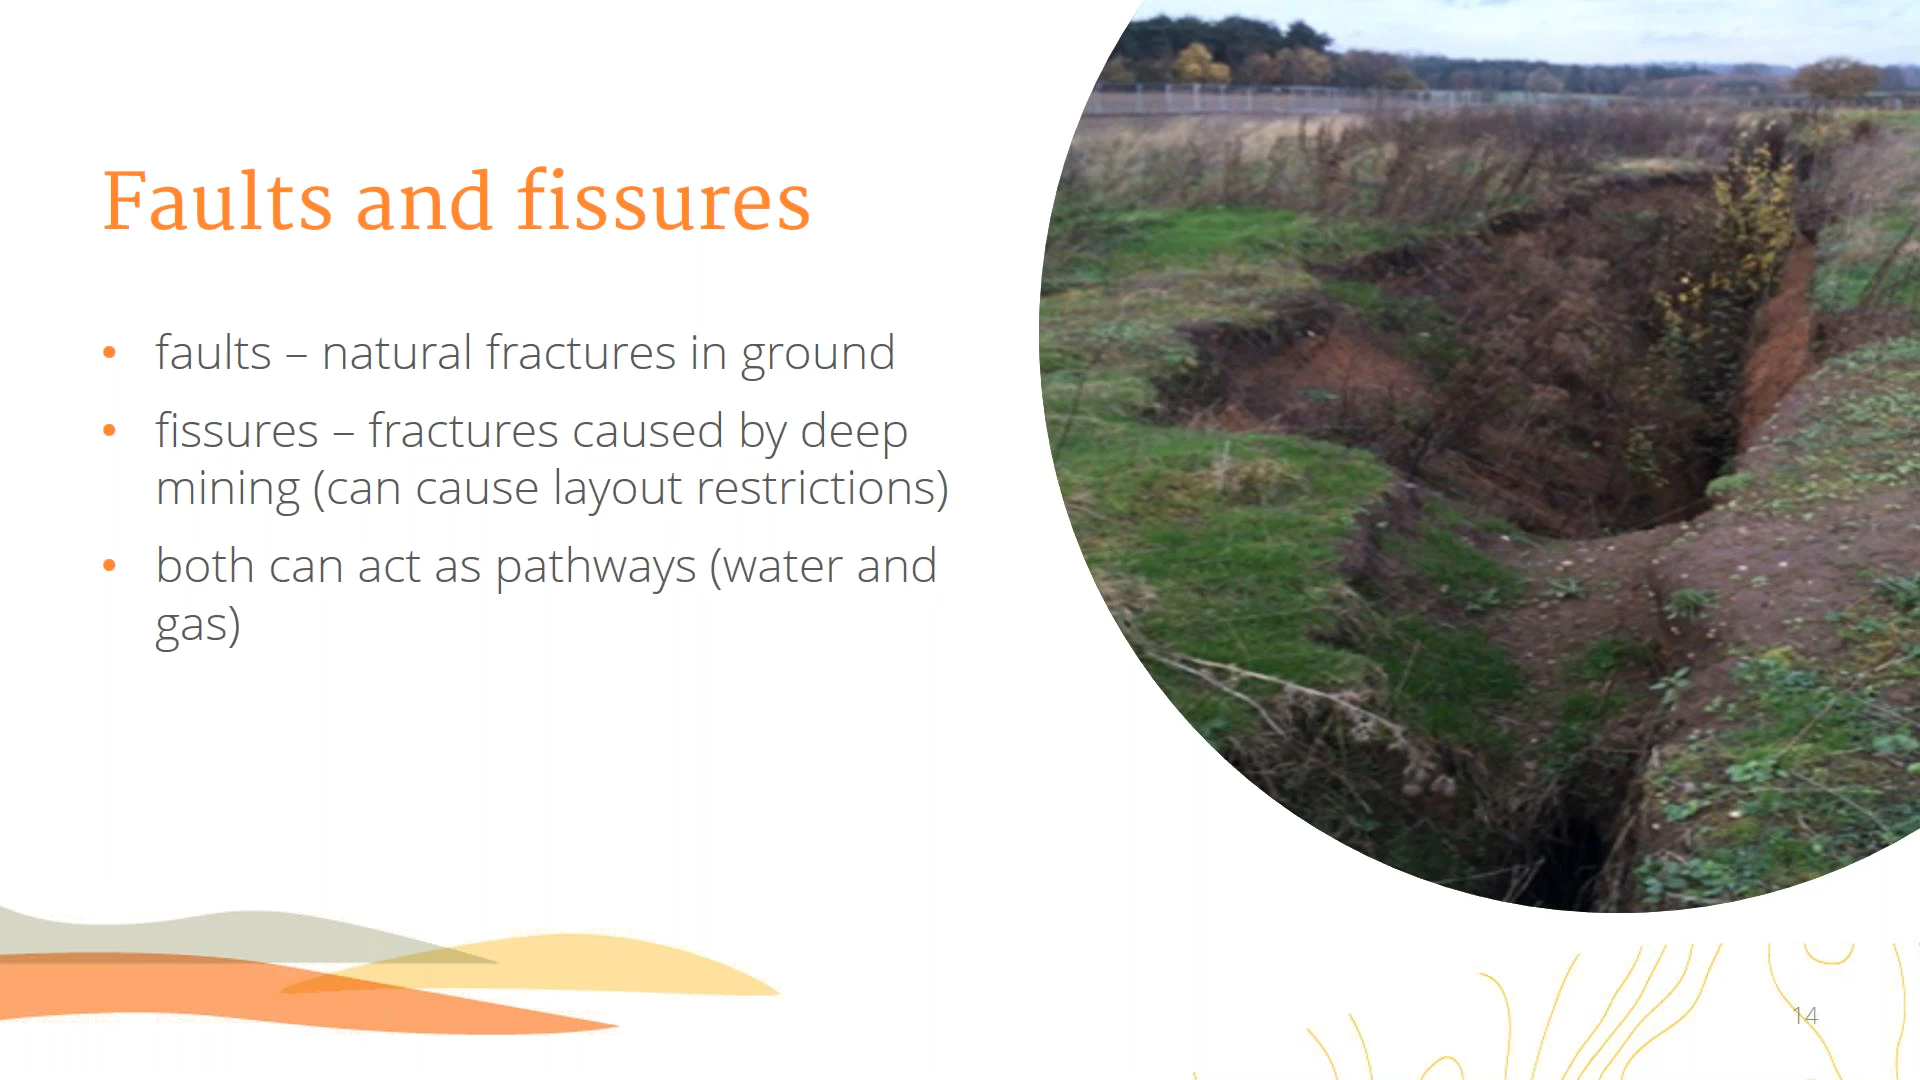 Faults and fissures
• faults – natural fractures in ground
• fissures – fractures caused by deep
mining (can cause layout restrictions)
• both can act as pathways (water and
gas)
14